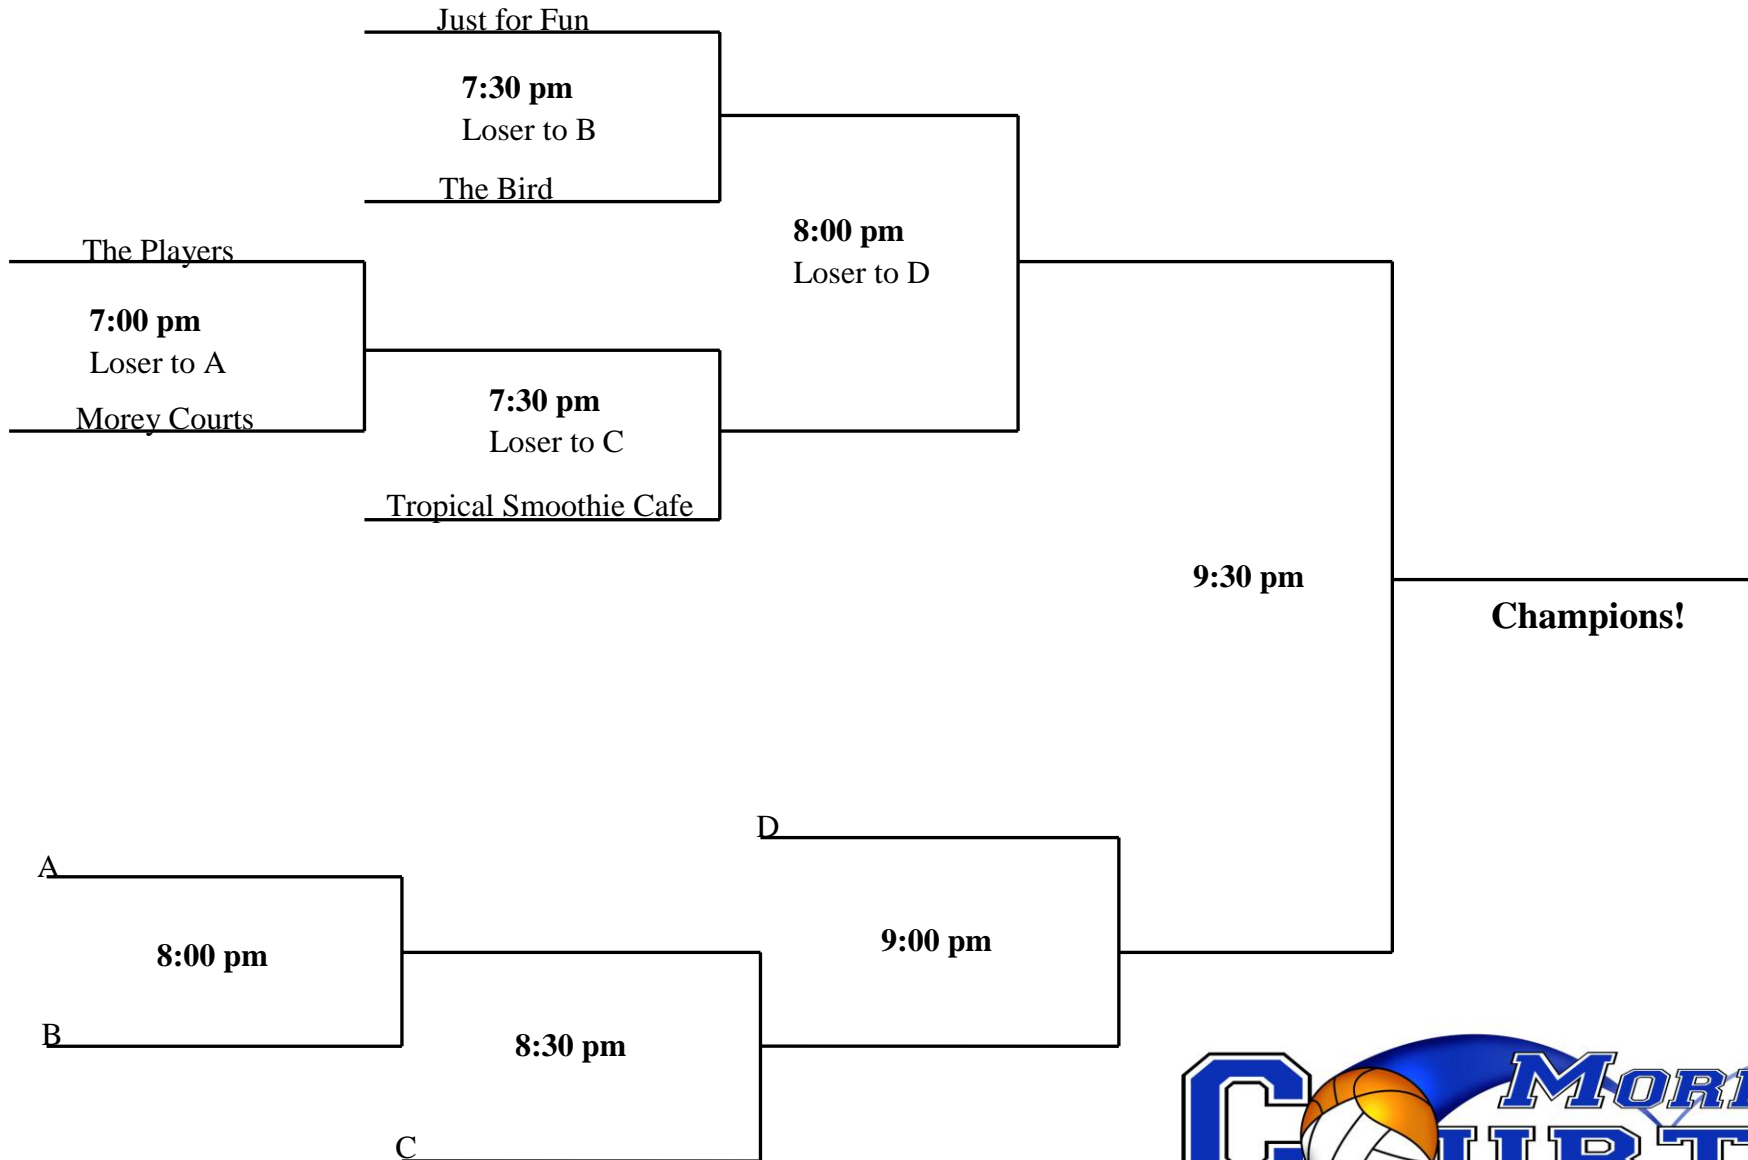 Just for Fun
7:30 pm
Loser to B
The Bird
The Players
8:00 pm
Loser to D
7:00 pm
Loser to A
Morey Courts
7:30 pm
Loser to C
Tropical Smoothie Cafe
9:30 pm
Champions!
D
A
8:00 pm
9:00 pm
B
8:30 pm
C